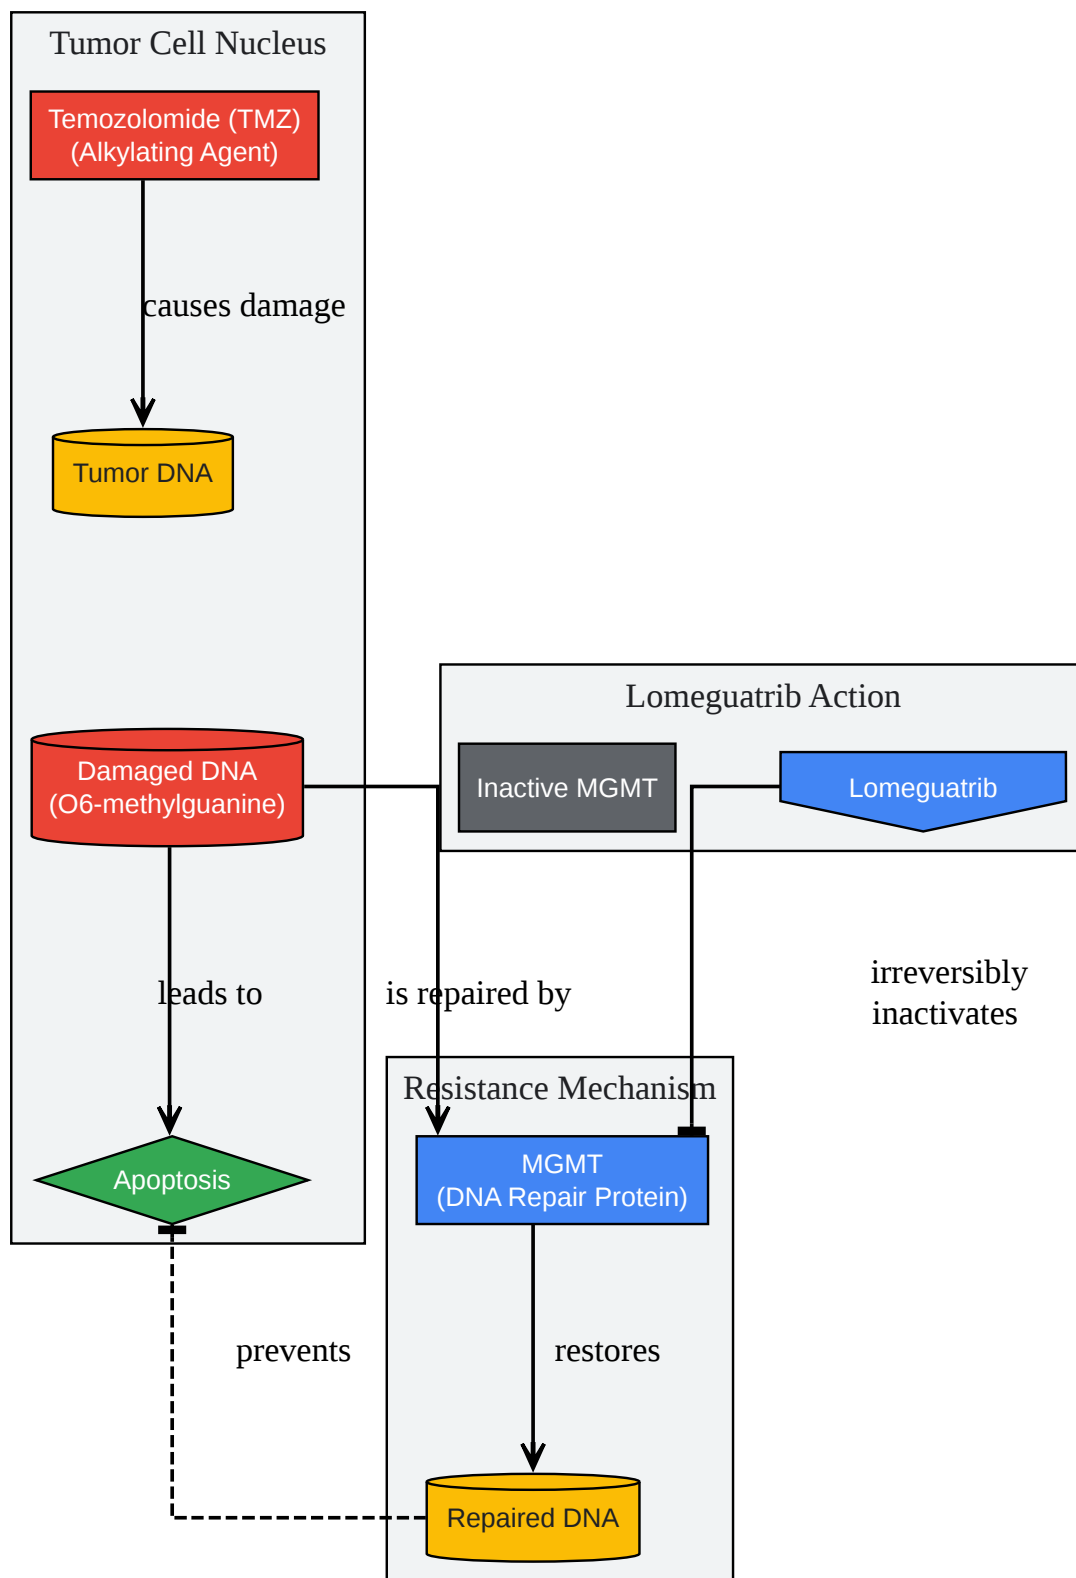 Tumor Cell Nucleus
Temozolomide (TMZ)
(Alkylating Agent)
causes damage
Tumor DNA
Lomeguatrib Action
Damaged DNA
(O6-methylguanine)
Inactive MGMT
Lomeguatrib
leads to
is repaired by
irreversibly
inactivates
Resistance Mechanism
Apoptosis
MGMT
(DNA Repair Protein)
prevents
restores
Repaired DNA